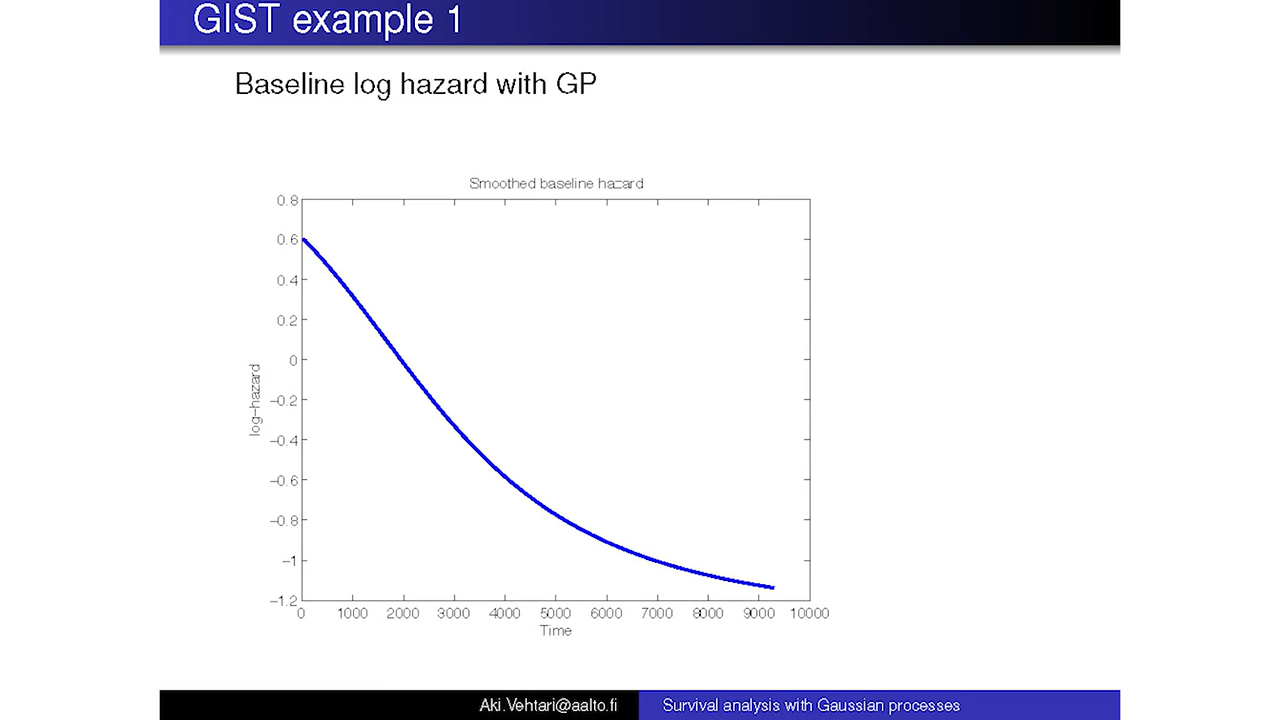 GIST example 1
Baseline log hazard with GP
Smoothed baseline hazard
0.8
0.6
0.4
0.2
0
−0.2
−0.4
−0.6
−0.8
−1
−1.2
log−hazard
0 1000 2000 3000 4000 5000 6000 7000 8000 9000 10000
Time
Aki.Vehtari@aalto.fi Survival analysis with Gaussian processes